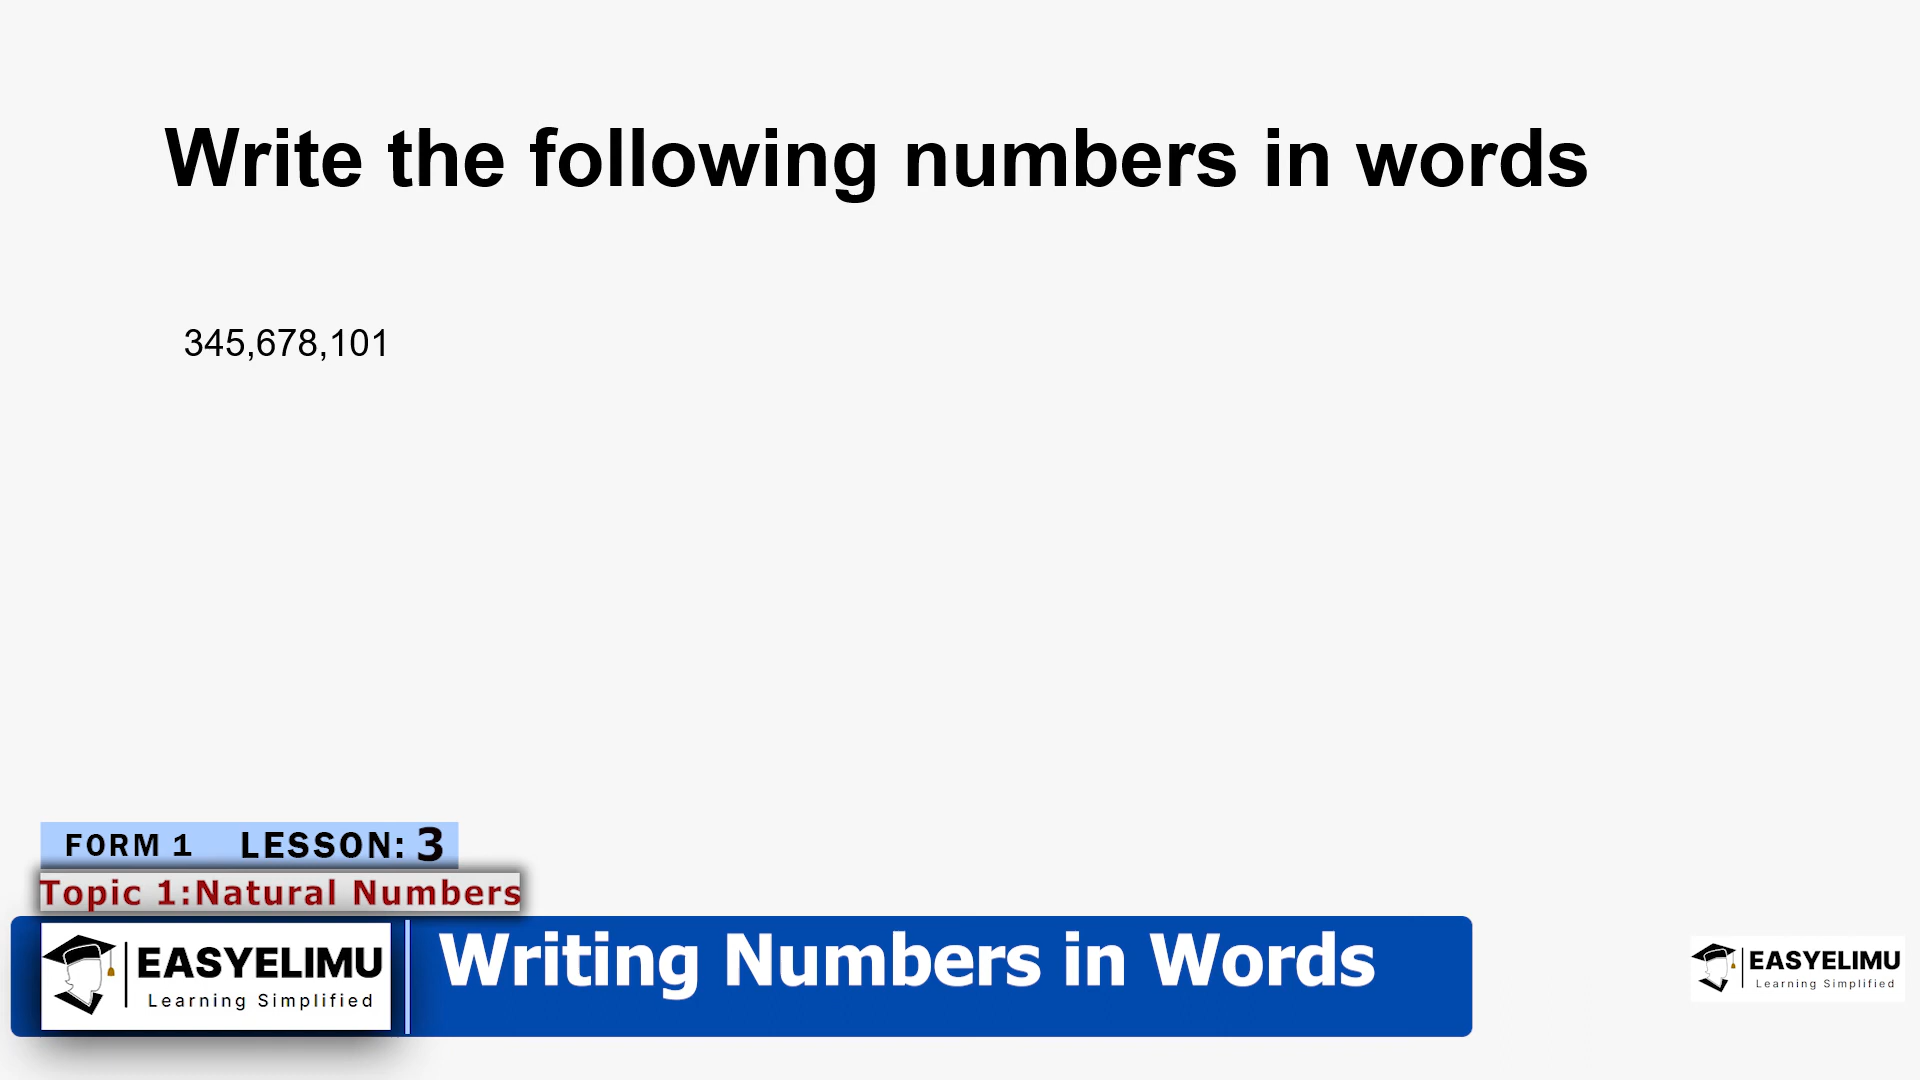 Write the following numbers in words
345,678,101
FORM 1 LESSON: 3
Topic 1:Natural Numbers
EASYELIMU
Learning Simplified
Writing Numbers in Words
EASYELIMU
Learning Simplified